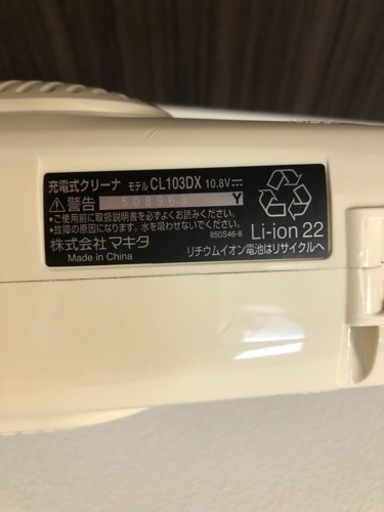 充電式クリーナ モデル CL103DX 10.8V⎓
⚠警告 Y
•ご使用前に取扱説明書を必ずよくお読みください。
•故障の原因になります。水を吸わせないでください。
850S46-8
株式会社マキタ
Made in China
Li-ion 22
リチウムイオン電池はリサイクルへ